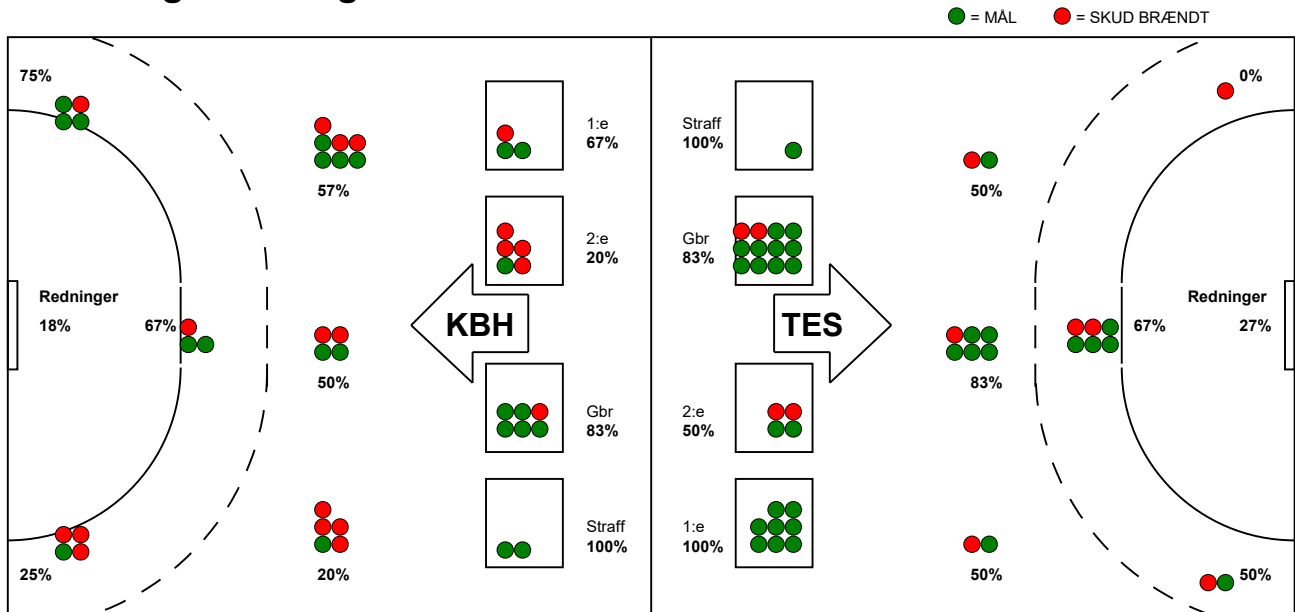 = MÅL
= SKUD BRÆNDT
75%
57%
1:e
67%
2:e
20%
Redninger
18%
67%
KBH
50%
Gbr
83%
Straff
100%
25%
20%
Straff
100%
0%
50%
Gbr
83%
TES
Redninger
27%
67%
83%
2:e
50%
1:e
100%
50%
50%